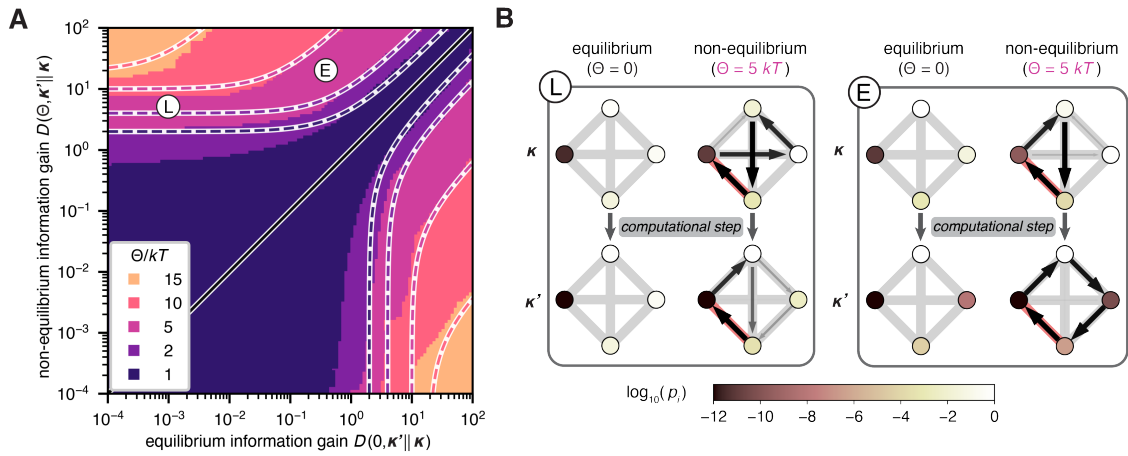 A
non-equilibrium information gain D(Θ,κ'‖κ)
10²
10¹
10⁰
10⁻¹
10⁻²
10⁻³
10⁻⁴
L
E
Θ/kT
15
10
5
2
1
10⁻⁴
10⁻³
10⁻²
10⁻¹
10⁰
10¹
10²
equilibrium information gain D(0,κ'‖κ)
B
equilibrium
(Θ = 0)
non-equilibrium
(Θ = 5 kT)
equilibrium
(Θ = 0)
non-equilibrium
(Θ = 5 kT)
L
κ
computational step
κ'
E
κ
computational step
κ'
log₁₀(pᵢ)
−12
−10
−8
−6
−4
−2
0